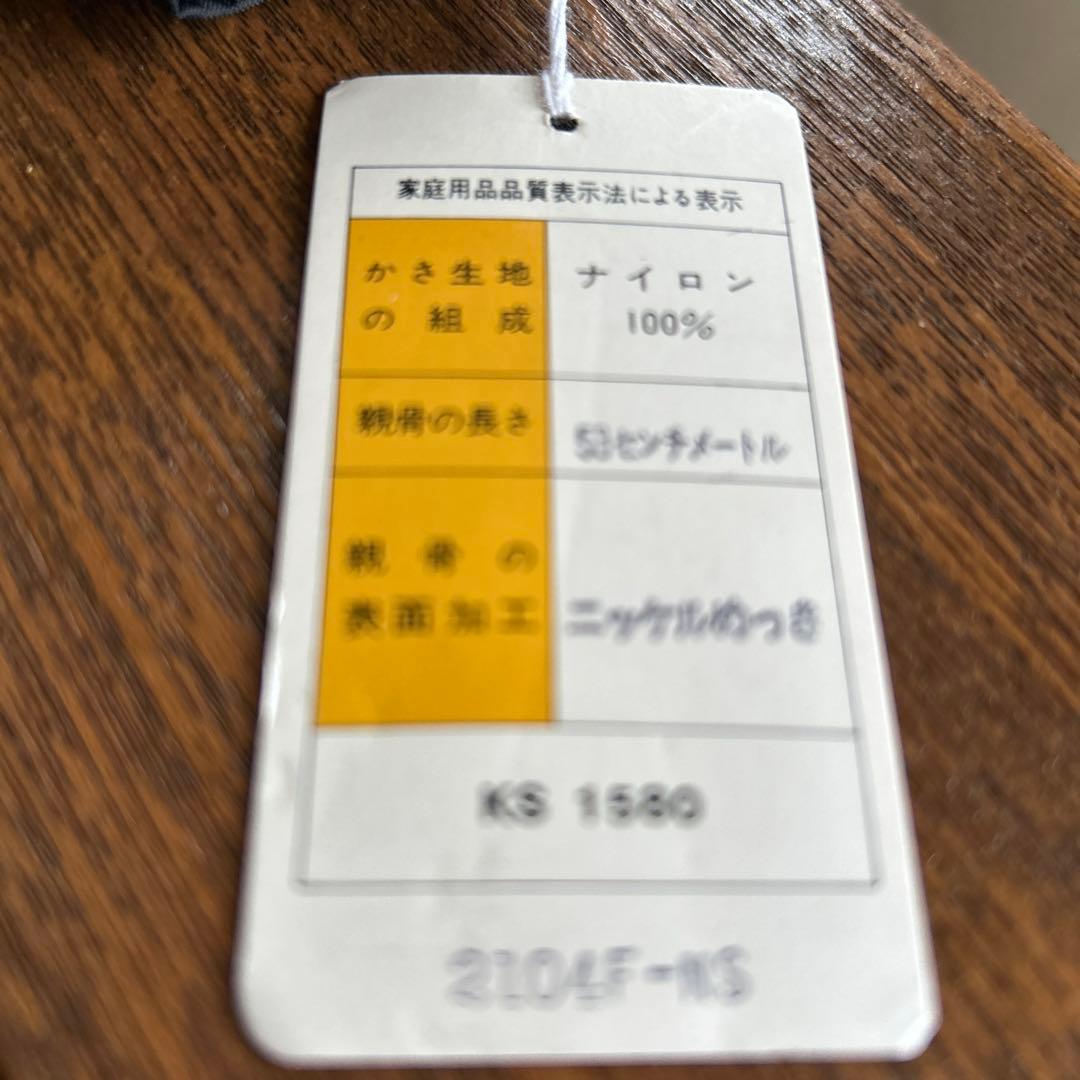 家庭用品品質表示法による表示
かさ生地
の組成
ナイロン
100%
親骨の長さ
センチメートル
親骨の
表面加工
ニッケルめっき
KS 1580